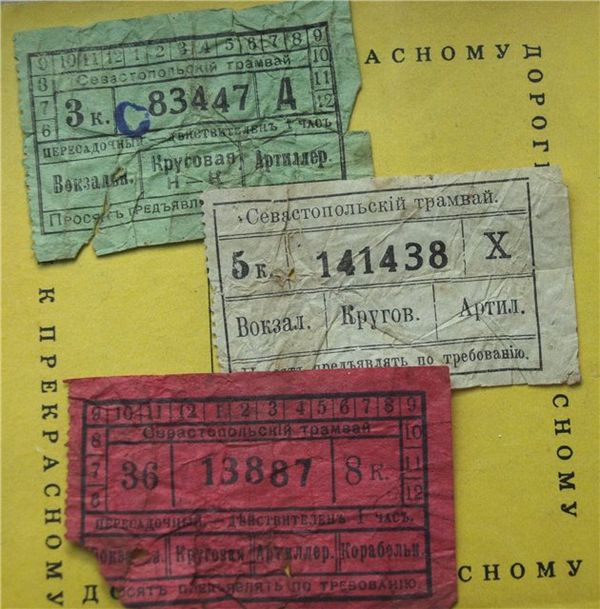 9 10 11 12 1 2 3 4 5 6 7 8 9
8 Севастопольскій трамвай 10
7 3 к. С 83447 Д 11
6 12
ПЕРЕСАДОЧНЫЙ ДѢЙСТВИТЕЛЕНЪ 1 ЧАСЪ
Вокзальн. Круговая Артиллер.
Н—К
Просятъ предъявля
АСНОМУ
ДОРОГ
Севастопольскій трамвай.
5 к. 141438 Х
Вокзал. Кругов. Артил.
предъявлять по требованію.
К ПРЕКРАСНОМУ
9 10 11 12 1 2 3 4 5 6 7 8 9
8 Севастопольскій трамвай 10
7 36 13887 8 к. 11
6 12
ПЕРЕСАДОЧНЫЙ — ДѢЙСТВИТЕЛЕНЪ 1 ЧАСЪ.
Круговая Артиллер. Корабельн.
ПРЕДЪЯВЛЯТЬ ПО ТРЕБОВАНІЮ.
СНОМУ
Д
СНОМУ